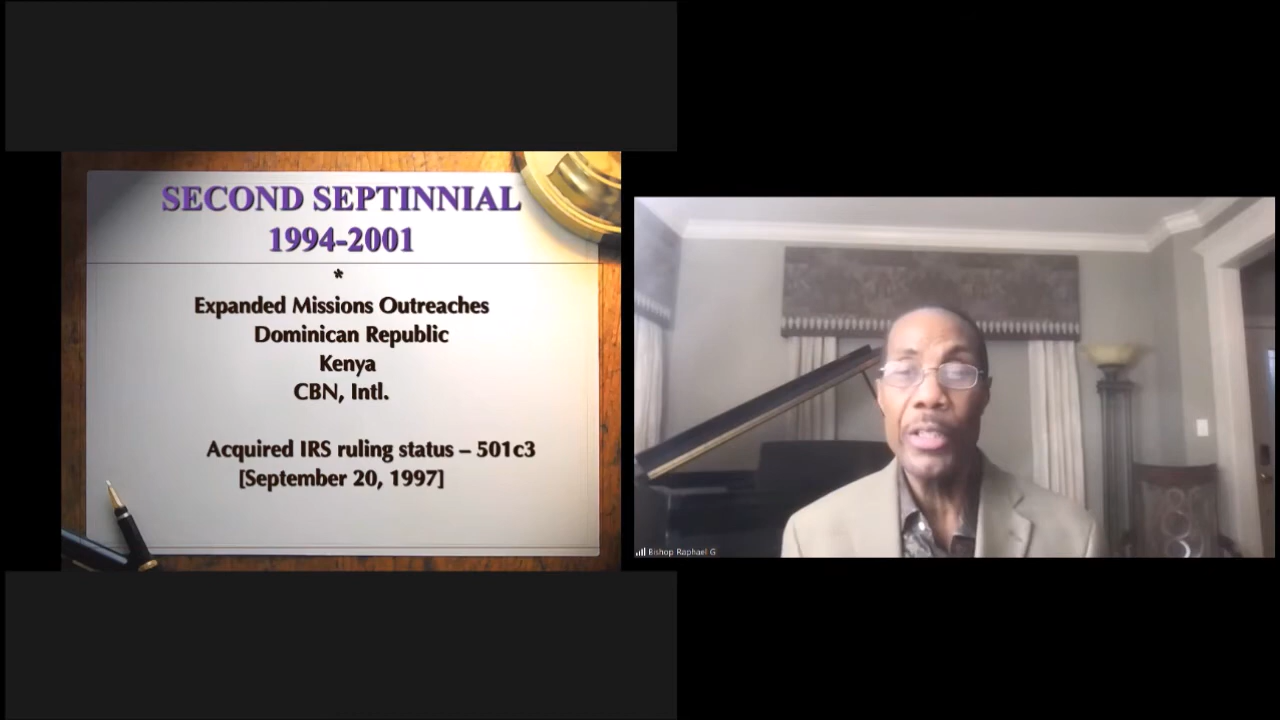 SECOND SEPTINNIAL
1994-2001
*
Expanded Missions Outreaches
Dominican Republic
Kenya
CBN, Intl.
Acquired IRS ruling status – 501c3
[September 20, 1997]
Bishop Raphael G